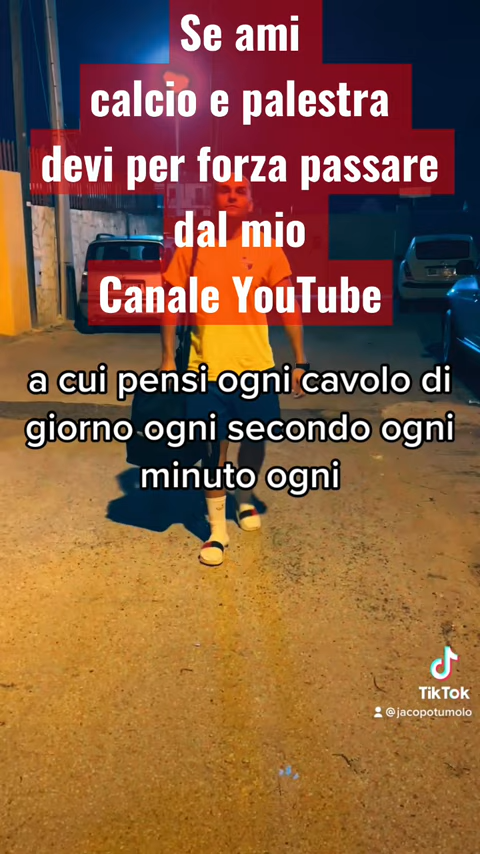 Se ami
calcio e palestra
devi per forza passare
dal mio
Canale YouTube
a cui pensi ogni cavolo di
giorno ogni secondo ogni
minuto ogni
TikTok
@jacopotumolo